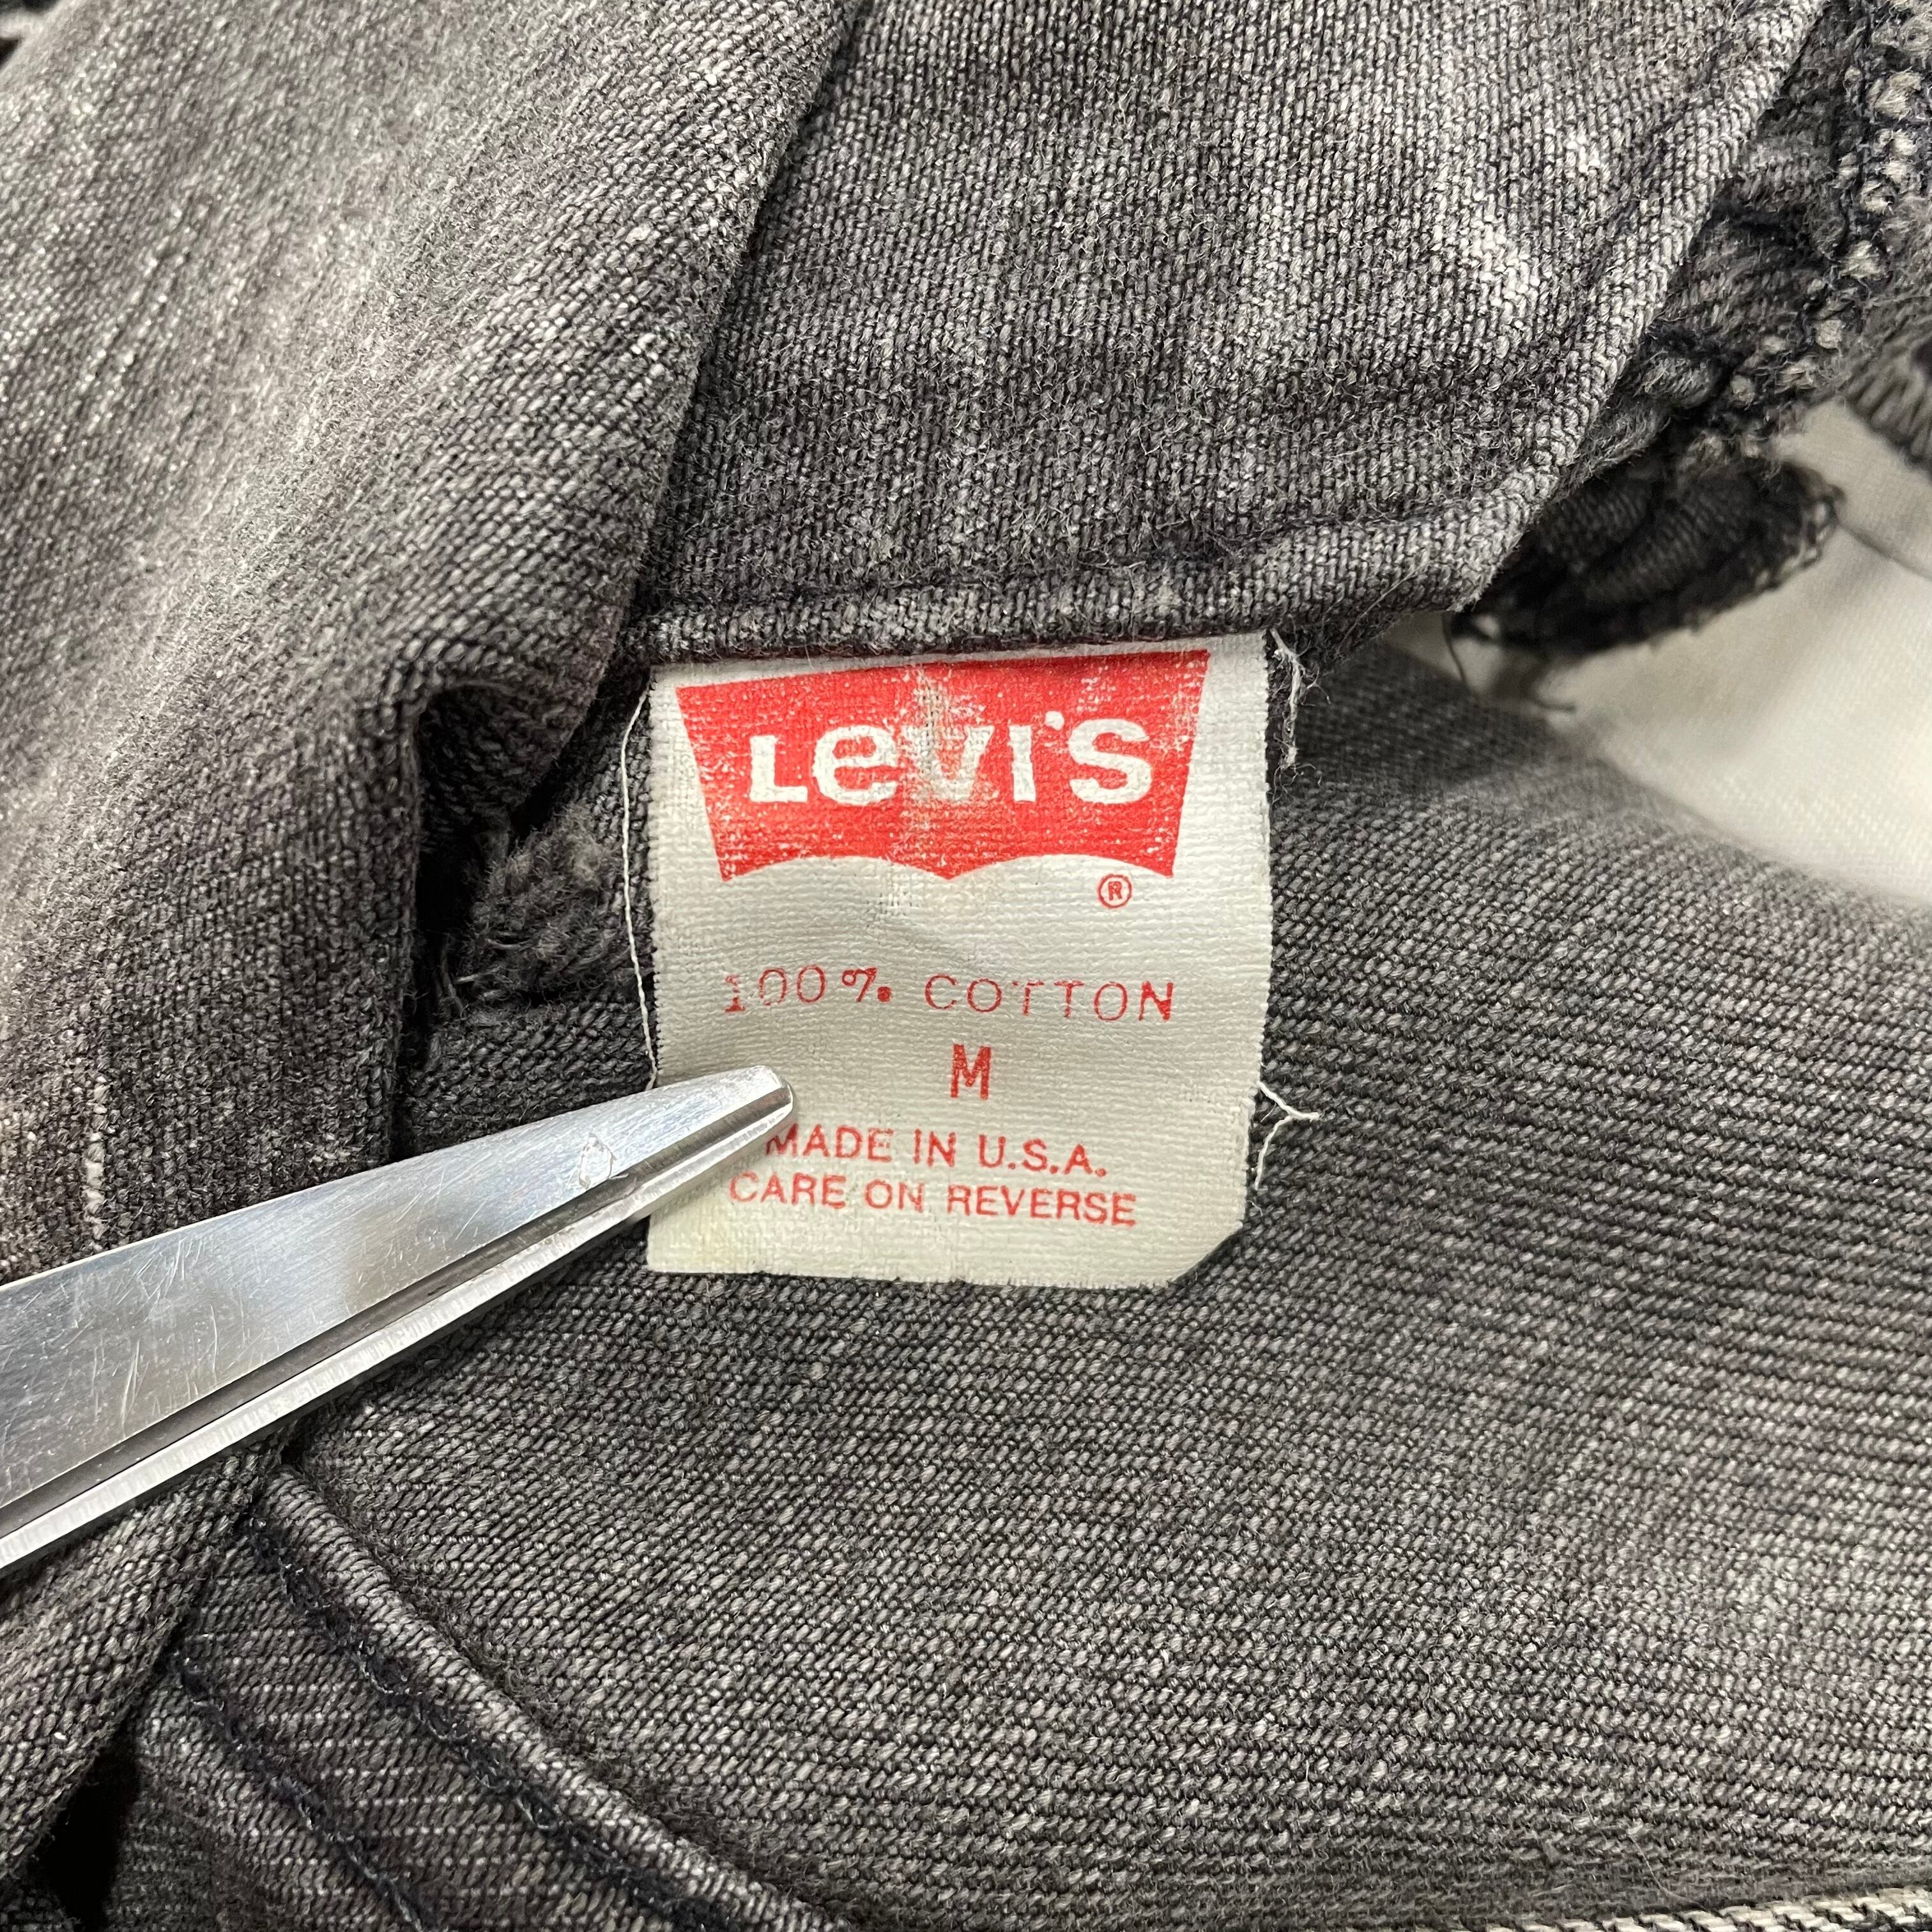 Levi's
®
100% COTTON
M
MADE IN U.S.A.
CARE ON REVERSE